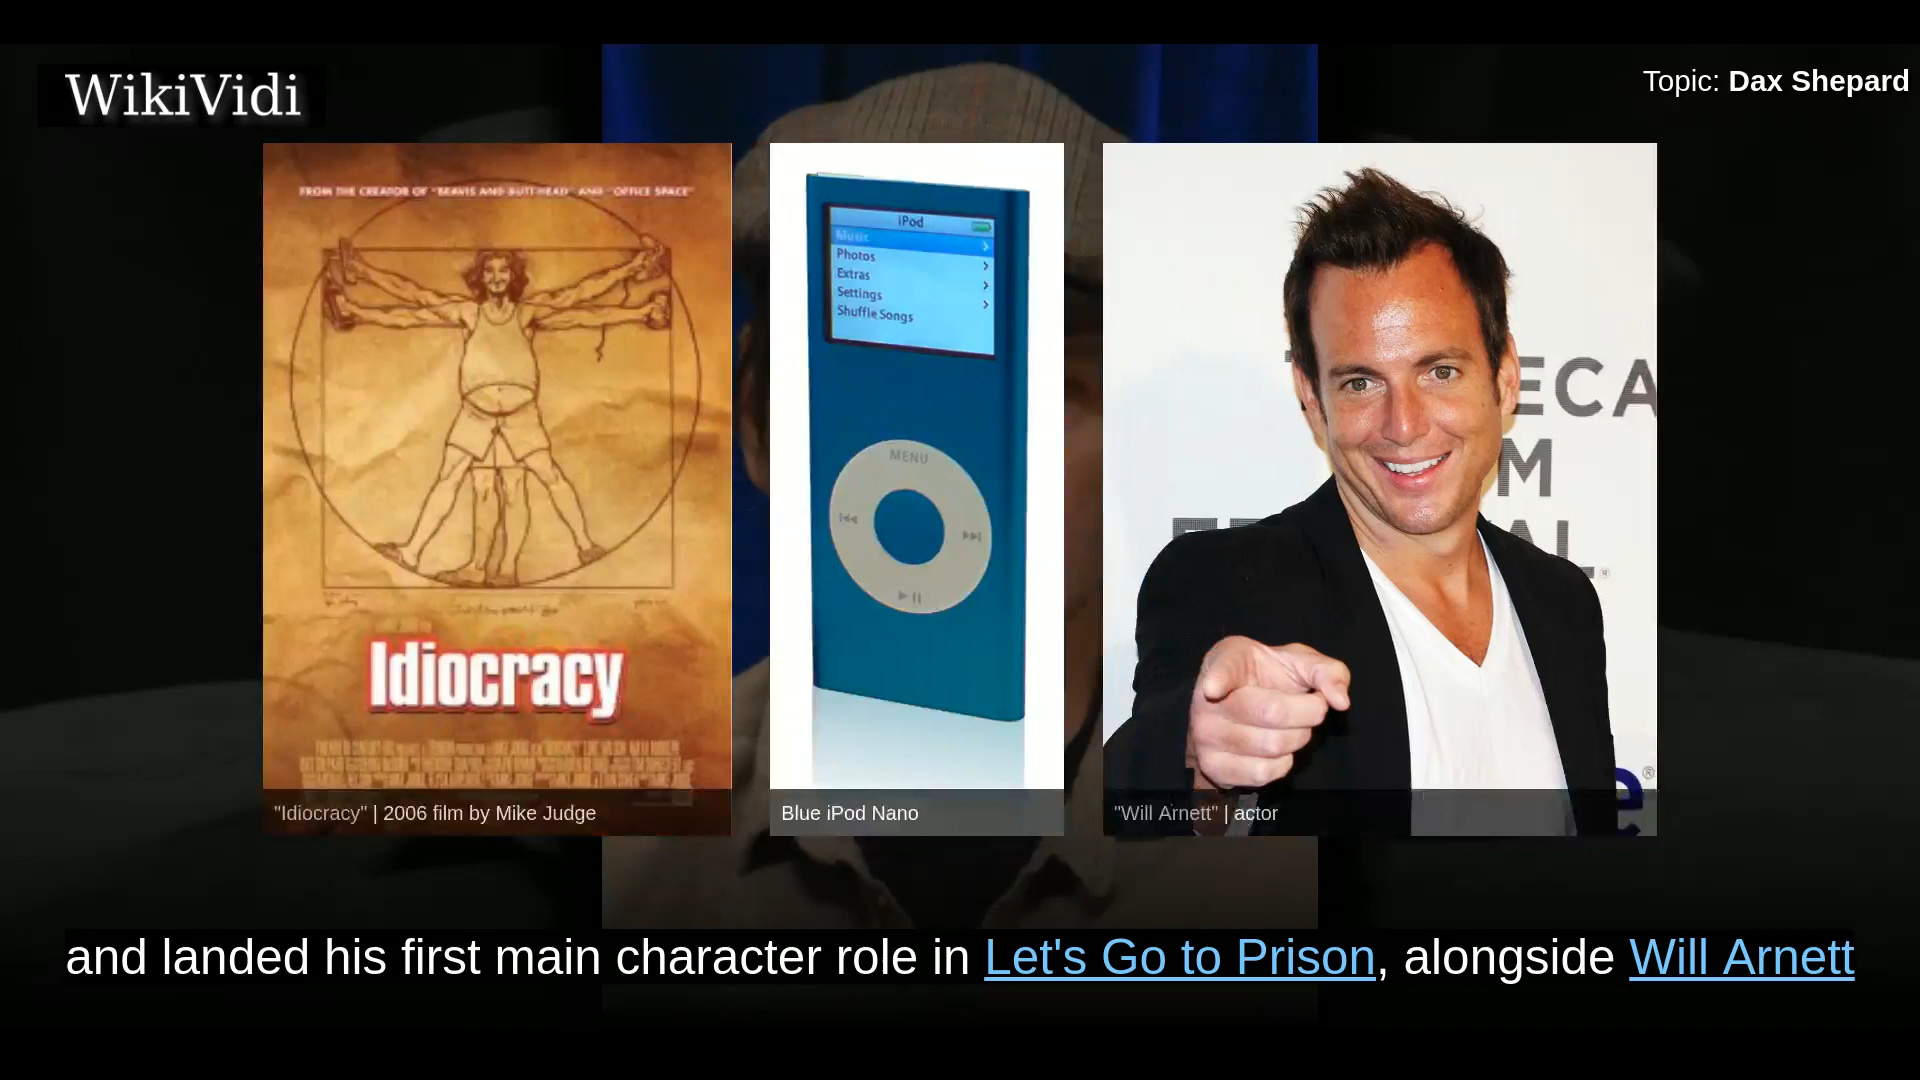 WikiVidi
Topic: Dax Shepard
FROM THE CREATOR OF "BEAVIS AND BUTT-HEAD" AND "OFFICE SPACE"
Idiocracy
"Idiocracy" | 2006 film by Mike Judge
iPod
Music
Photos
Extras
Settings
Shuffle Songs
MENU
Blue iPod Nano
ECA
M
AL
®
®
e
"Will Arnett" | actor
and landed his first main character role in Let's Go to Prison, alongside Will Arnett